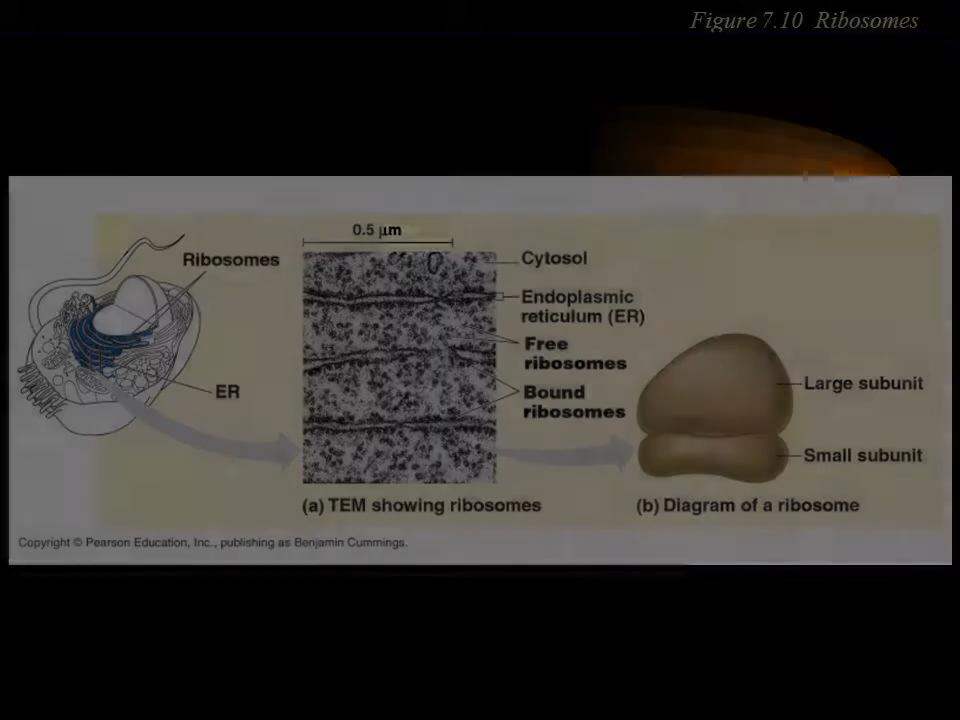 Figure 7.10 Ribosomes
0.5 μm
Ribosomes
ER
Cytosol
Endoplasmic
reticulum (ER)
Free
ribosomes
Bound
ribosomes
Large subunit
Small subunit
(a) TEM showing ribosomes
(b) Diagram of a ribosome
Copyright © Pearson Education, Inc., publishing as Benjamin Cummings.